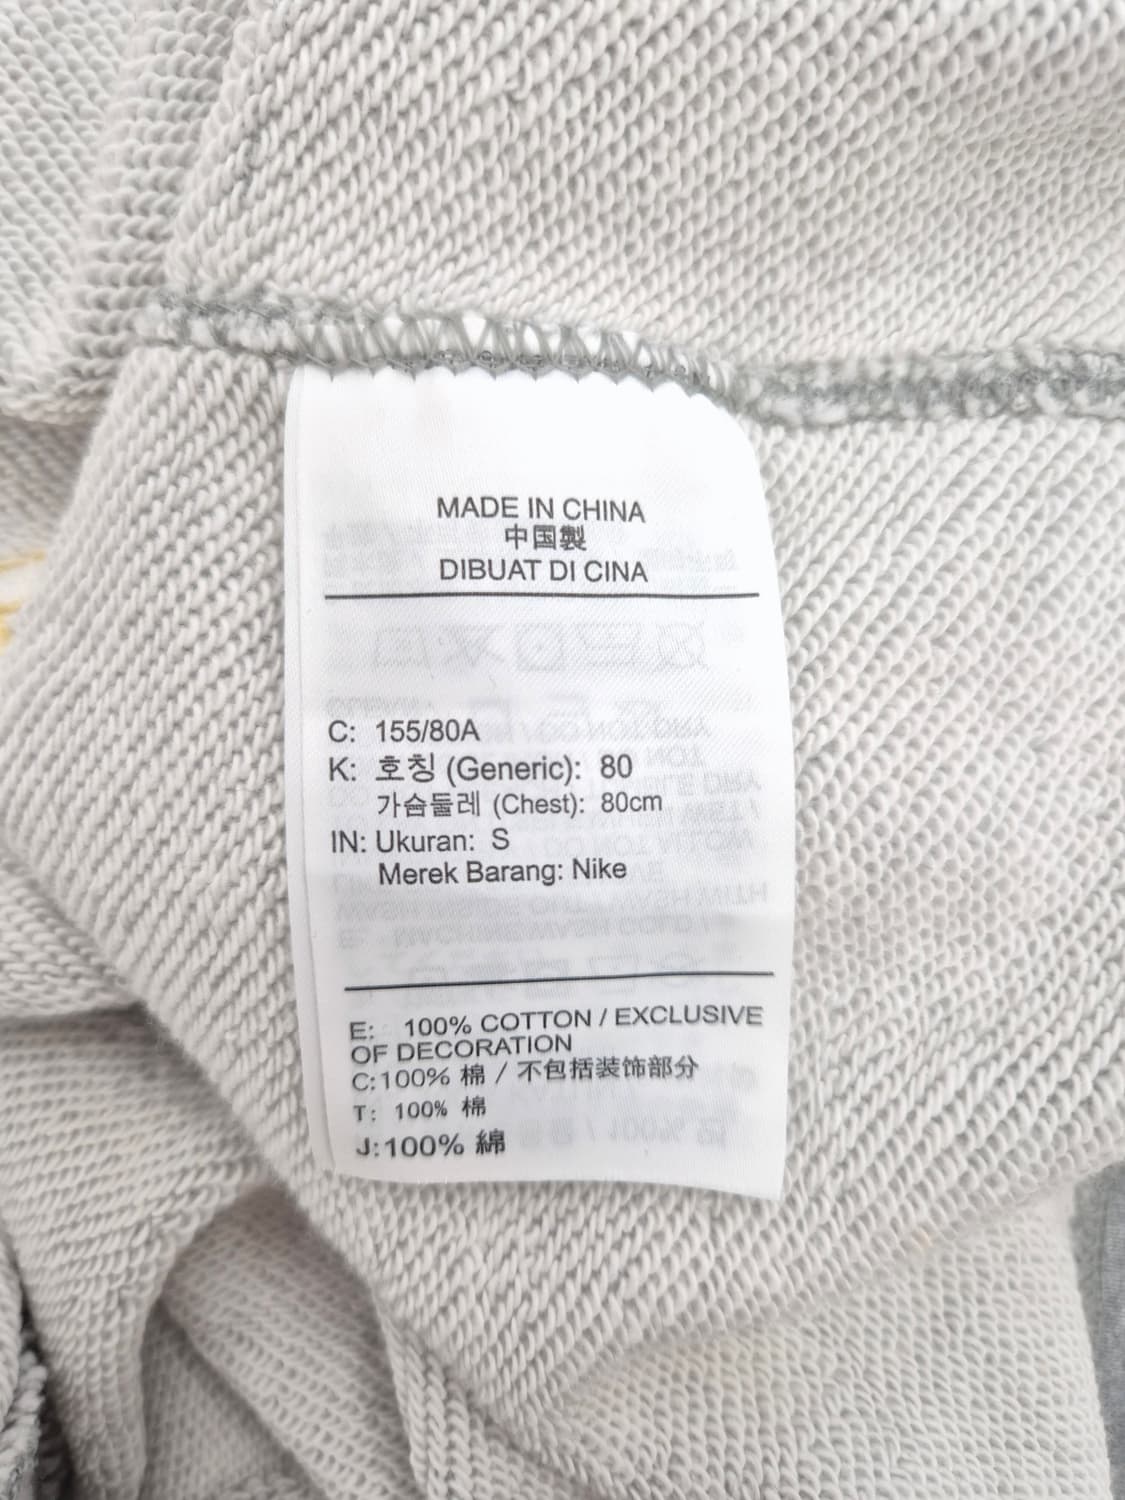 MADE IN CHINA
中国製
DIBUAT DI CINA
C: 155/80A
K: 호칭 (Generic): 80
가슴둘레 (Chest): 80cm
IN: Ukuran: S
Merek Barang: Nike
E: 100% COTTON / EXCLUSIVE
OF DECORATION
C:100% 棉 / 不包括装饰部分
T: 100% 棉
J:100% 綿